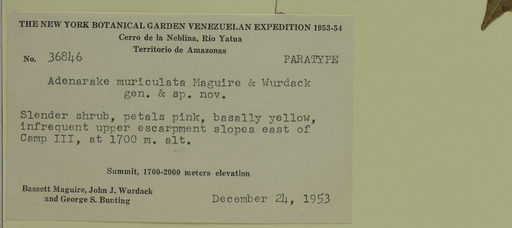 THE NEW YORK BOTANICAL GARDEN VENEZUELAN EXPEDITION 1953-54
Cerro de la Neblina, Río Yatua
Territorio de Amazonas
No. 36846 PARATYPE
Adenarake muriculata Maguire & Wurdack
gen. & sp. nov.
Slender shrub, petals pink, basally yellow,
infrequent upper escarpment slopes east of
Camp III, at 1700 m. alt.
Summit, 1700-2000 meters elevation
Bassett Maguire, John J. Wurdack
and George S. Bunting
December 24, 1953